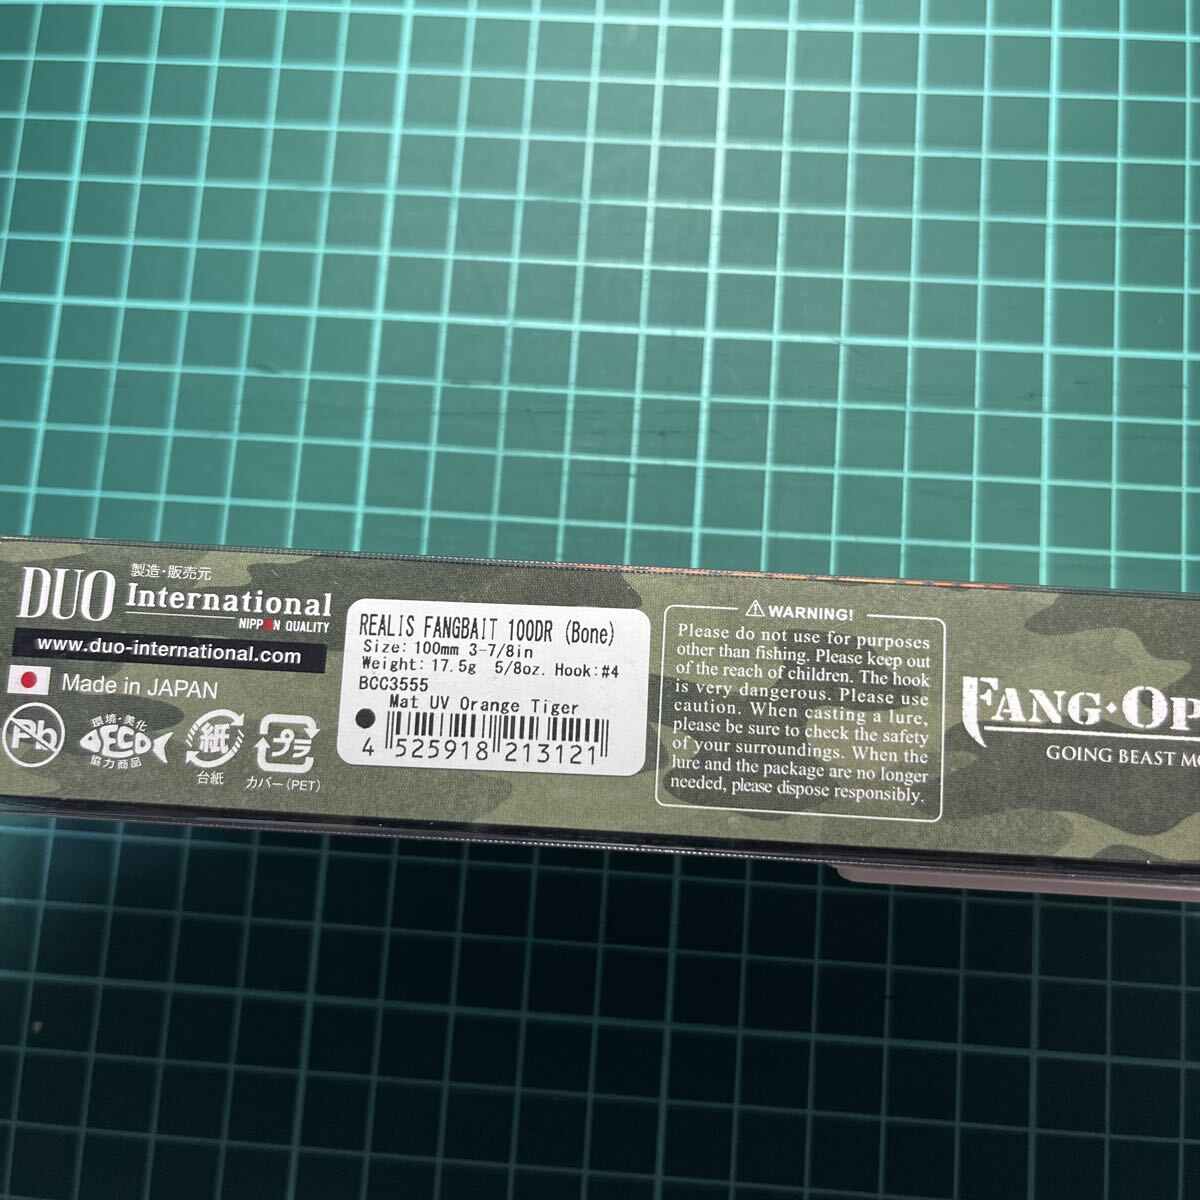 DUO 製造・販売元
International
NIPPON QUALITY
www.duo-international.com
Made in JAPAN
Pb
環境・美化
ECO
協力商品
紙
台紙
プラ
カバー(PET)
REALIS FANGBAIT 100DR (Bone)
Size: 100mm 3-7/8in
Weight: 17.5g 5/8oz. Hook:#4
BCC3555
Mat UV Orange Tiger
4 525918 213121
⚠WARNING!
Please do not use for purposes
other than fishing. Please keep out
of the reach of children. The hook
is very dangerous. Please use
caution. When casting a lure,
please be sure to check the safety
of your surroundings. When the
lure and the package are no longer
needed, please dispose responsibly.
FANG・OP
GOING BEAST MO